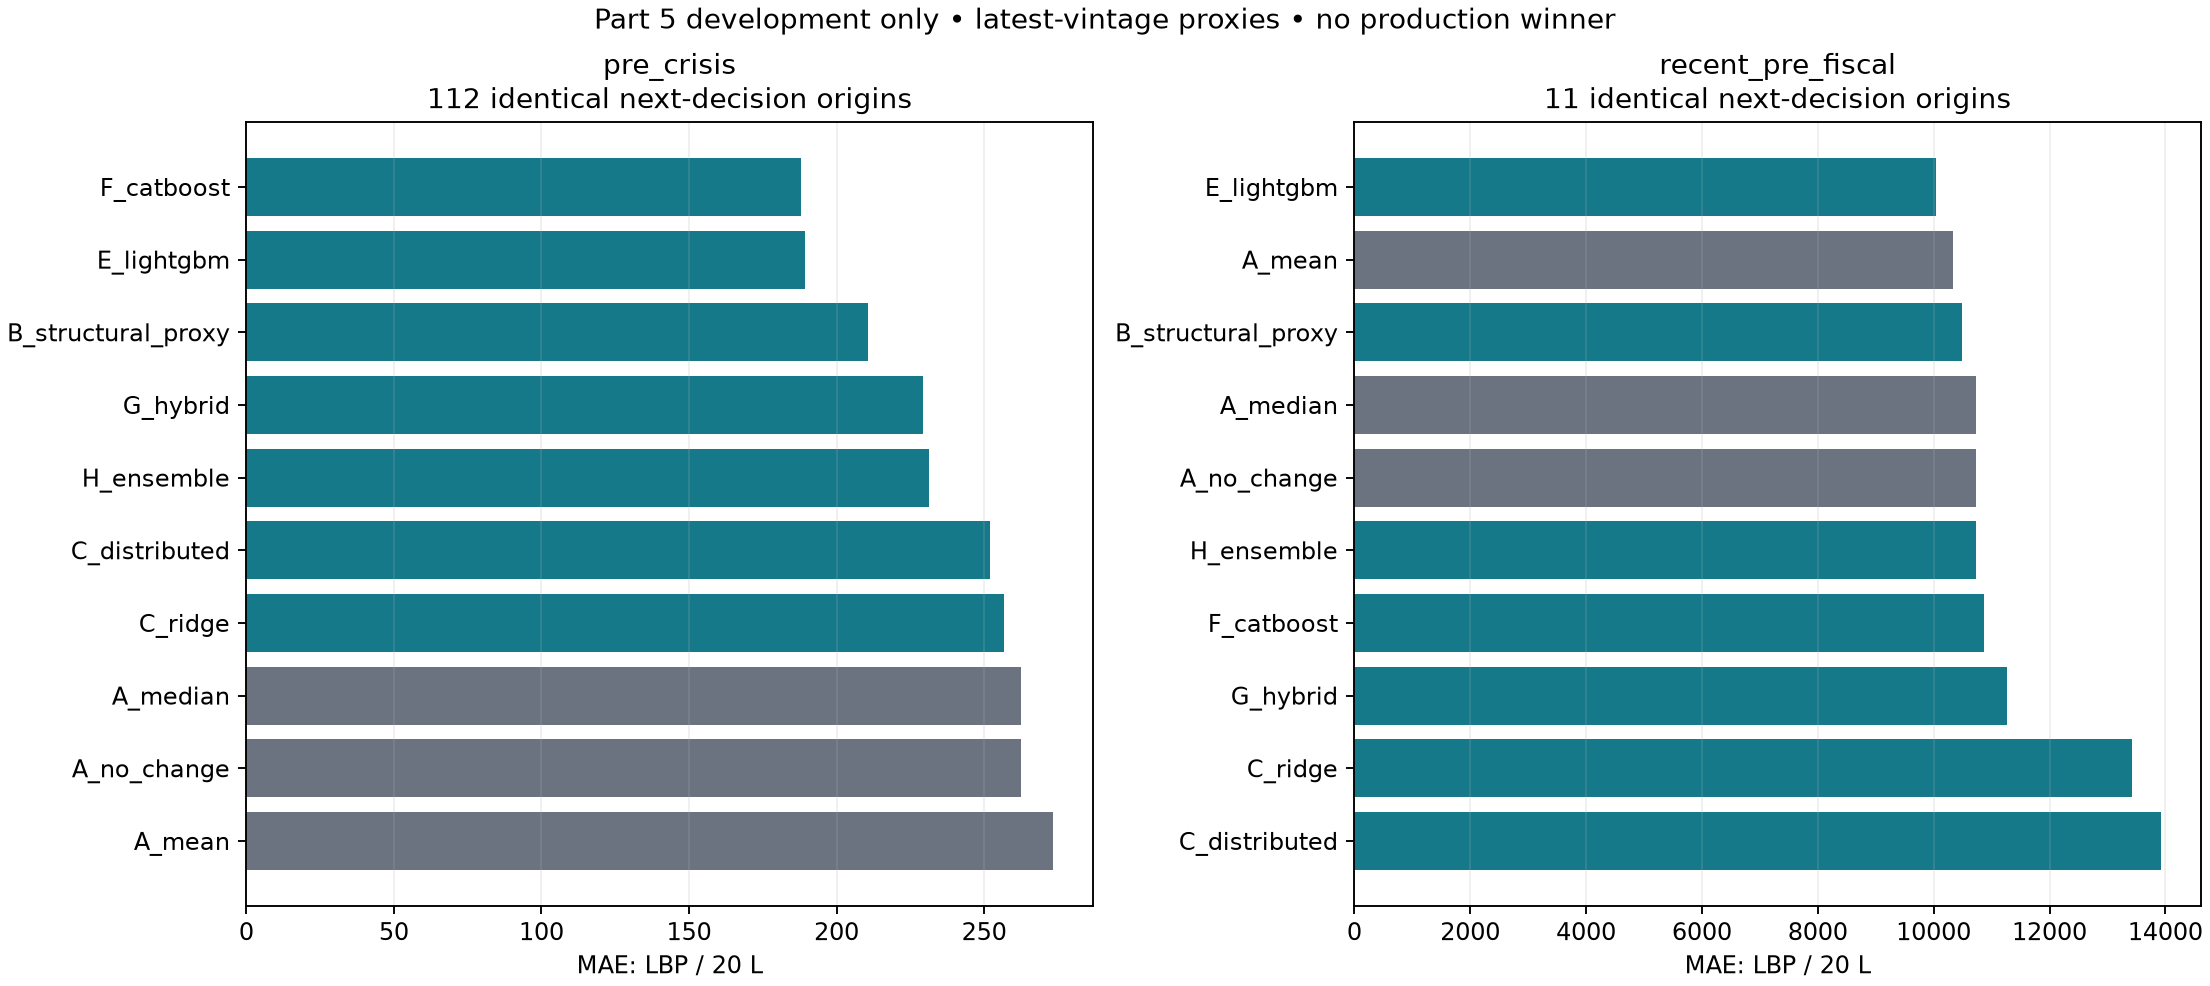 Part 5 development only • latest-vintage proxies • no production winner
pre_crisis
112 identical next-decision origins
F_catboost
E_lightgbm
B_structural_proxy
G_hybrid
H_ensemble
C_distributed
C_ridge
A_median
A_no_change
A_mean
0 50 100 150 200 250
MAE: LBP / 20 L
recent_pre_fiscal
11 identical next-decision origins
E_lightgbm
A_mean
B_structural_proxy
A_median
A_no_change
H_ensemble
F_catboost
G_hybrid
C_ridge
C_distributed
0 2000 4000 6000 8000 10000 12000 14000
MAE: LBP / 20 L